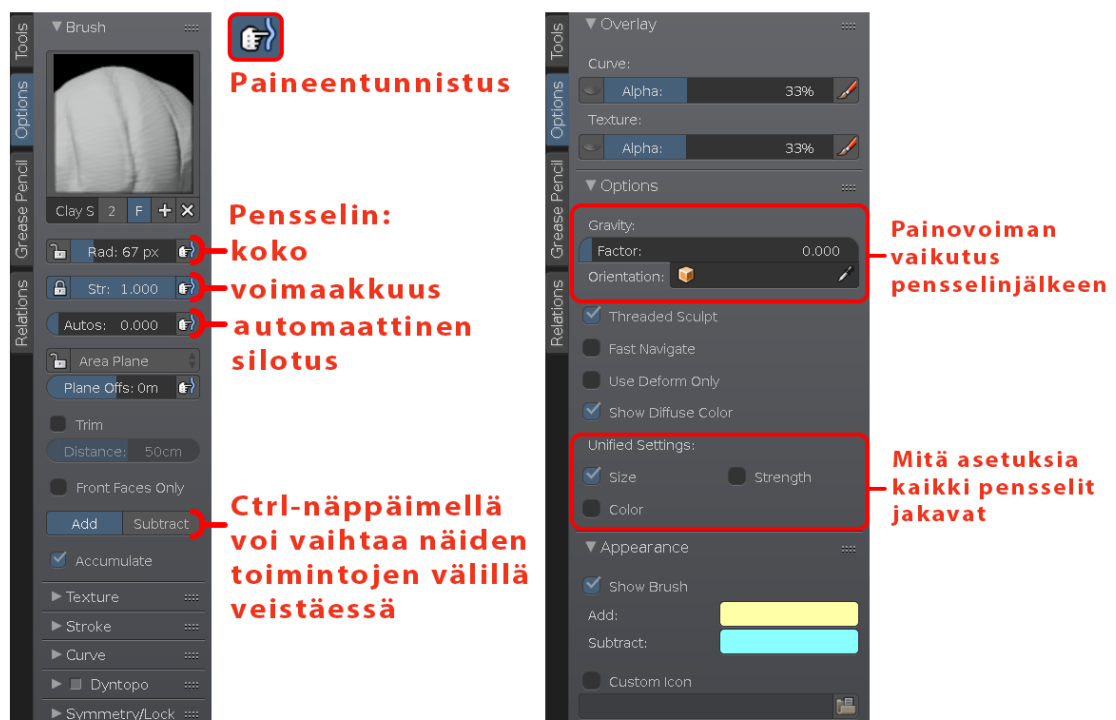 Tools
Options
Grease Pencil
Relations
Brush
Clay S 2 F
Rad: 67 px
Str: 1.000
Autos: 0.000
Area Plane
Plane Offs: 0m
Trim
Distance: 50cm
Front Faces Only
Add Subtract
Accumulate
Texture
Stroke
Curve
Dyntopo
Symmetry/Lock
Paineentunnistus
Pensselin:
koko
voimaakkuus
automaattinen
silotus
Ctrl-näppäimellä
voi vaihtaa näiden
toimintojen välillä
veistäessä
Tools
Options
Grease Pencil
Relations
Overlay
Curve:
Alpha: 33%
Texture:
Alpha: 33%
Options
Gravity:
Factor: 0.000
Orientation:
Threaded Sculpt
Fast Navigate
Use Deform Only
Show Diffuse Color
Unified Settings:
Size Strength
Color
Appearance
Show Brush
Add:
Subtract:
Custom Icon
Painovoiman
vaikutus
pensselinjälkeen
Mitä asetuksia
kaikki pensselit
jakavat